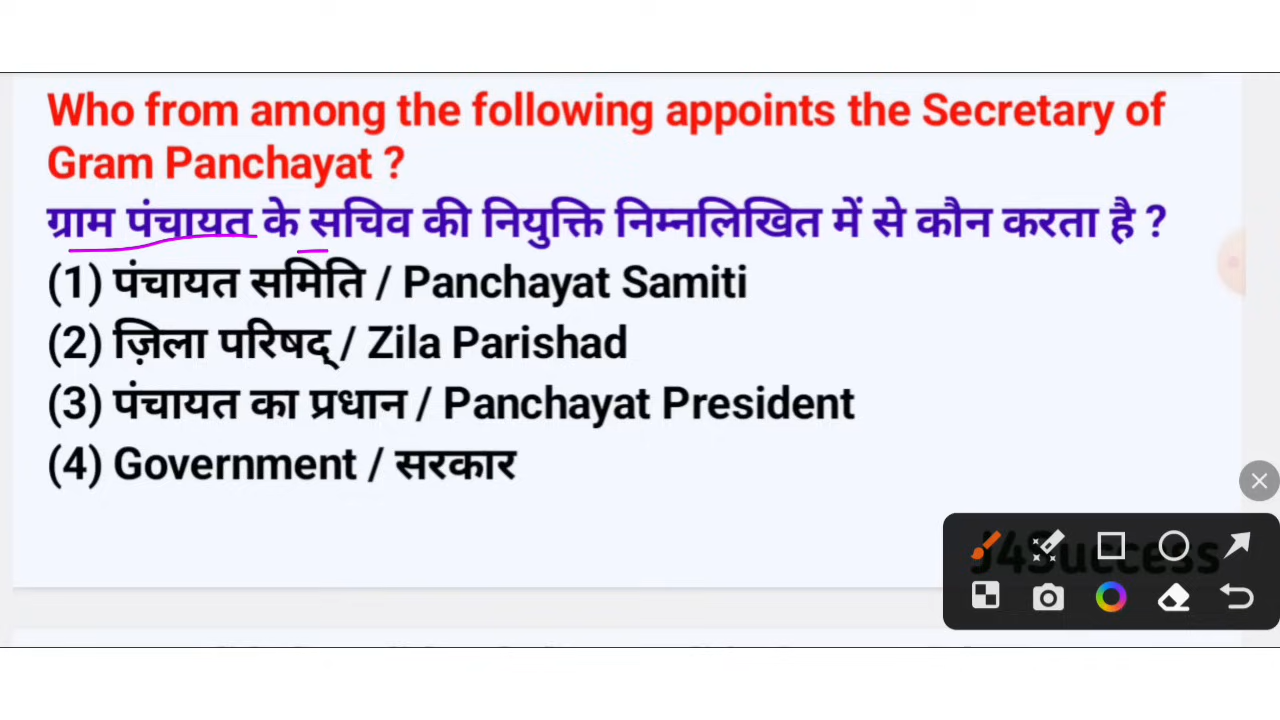 Who from among the following appoints the Secretary of
Gram Panchayat ?
ग्राम पंचायत के सचिव की नियुक्ति निम्नलिखित में से कौन करता है ?
(1) पंचायत समिति / Panchayat Samiti
(2) ज़िला परिषद् / Zila Parishad
(3) पंचायत का प्रधान / Panchayat President
(4) Government / सरकार
J4Success